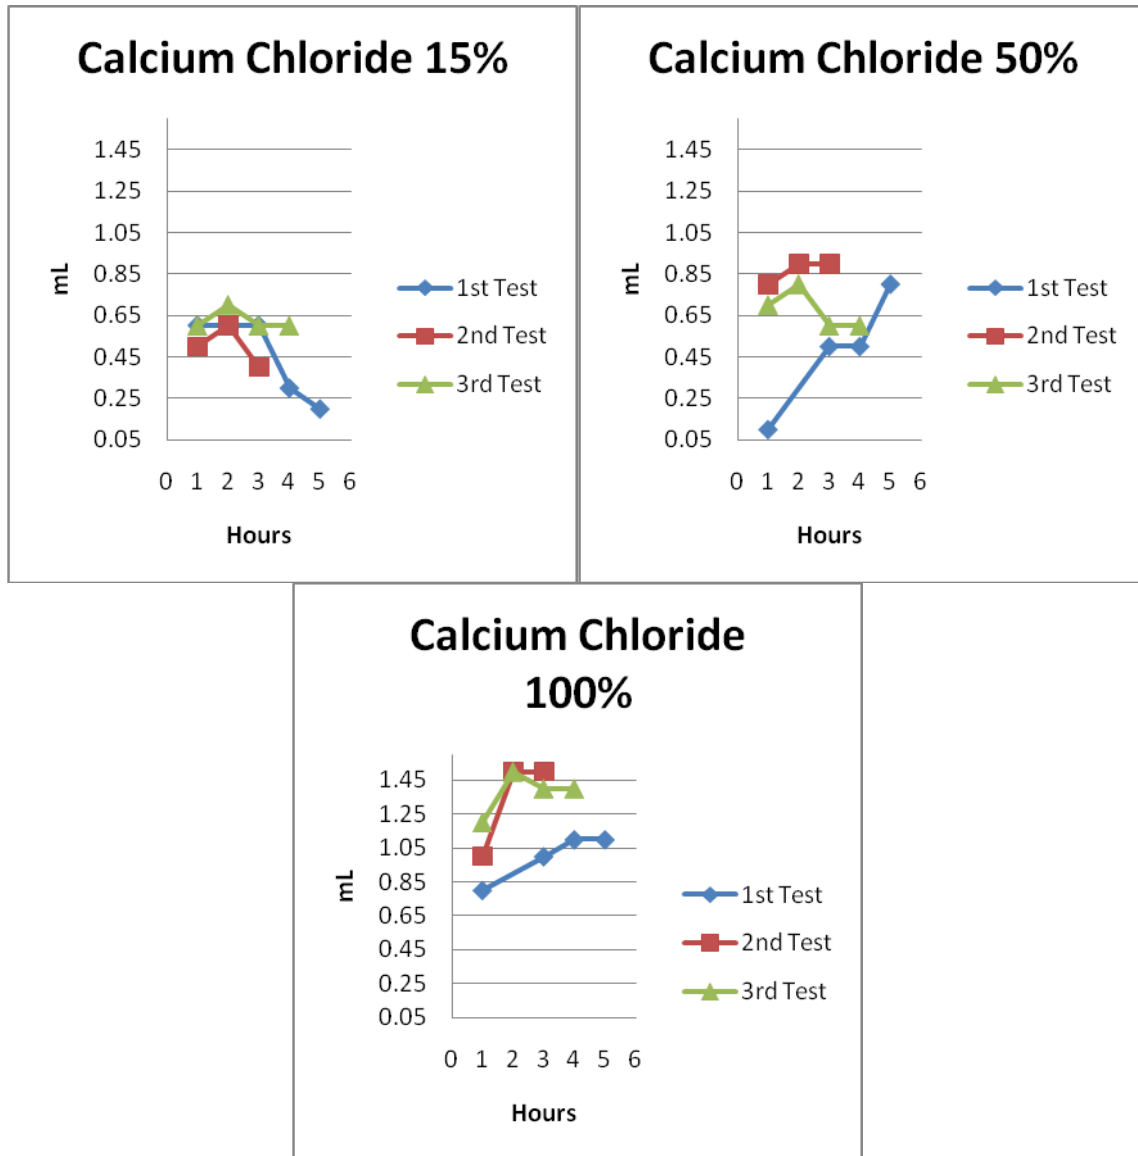 Calcium Chloride 15%
1.45
1.25
1.05
0.85
0.65
0.45
0.25
0.05
mL
0 1 2 3 4 5 6
Hours
1st Test
2nd Test
3rd Test
Calcium Chloride 50%
1.45
1.25
1.05
0.85
0.65
0.45
0.25
0.05
mL
0 1 2 3 4 5 6
Hours
1st Test
2nd Test
3rd Test
Calcium Chloride
100%
1.45
1.25
1.05
0.85
0.65
0.45
0.25
0.05
mL
0 1 2 3 4 5 6
Hours
1st Test
2nd Test
3rd Test